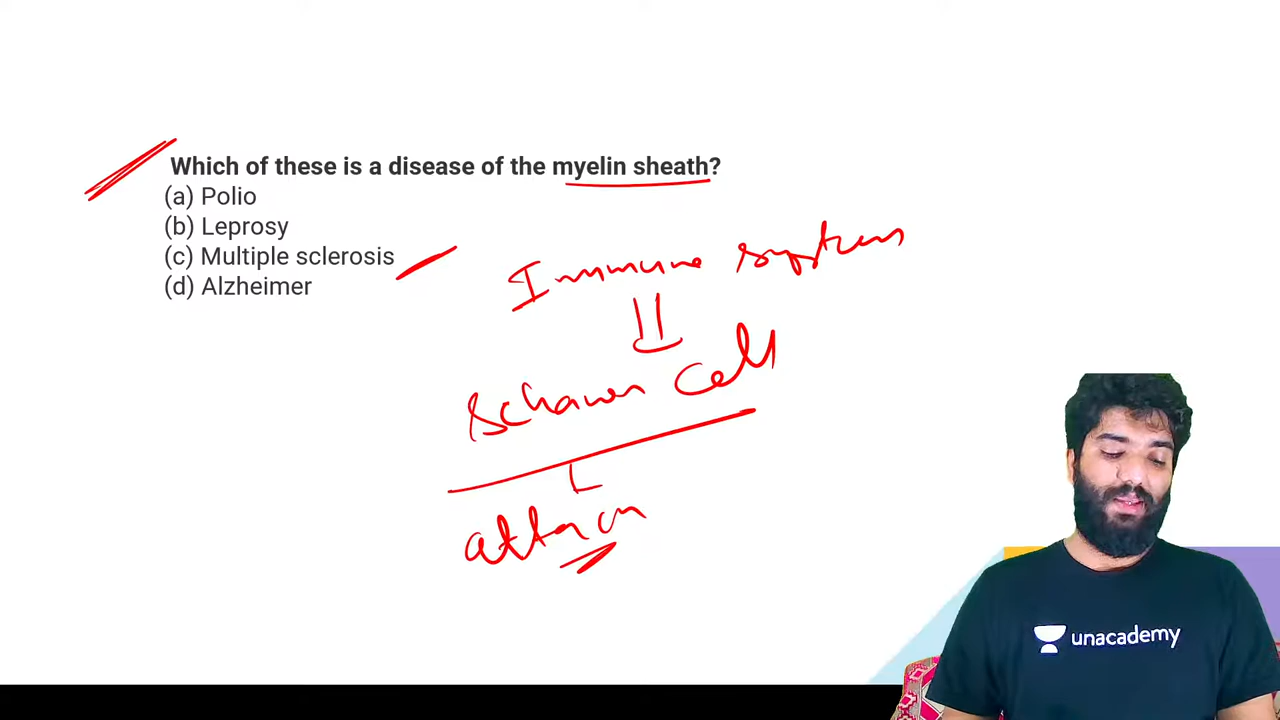 Which of these is a disease of the myelin sheath?
(a) Polio
(b) Leprosy
(c) Multiple sclerosis
(d) Alzheimer
Immune system
Schawn Cell
attack
unacademy